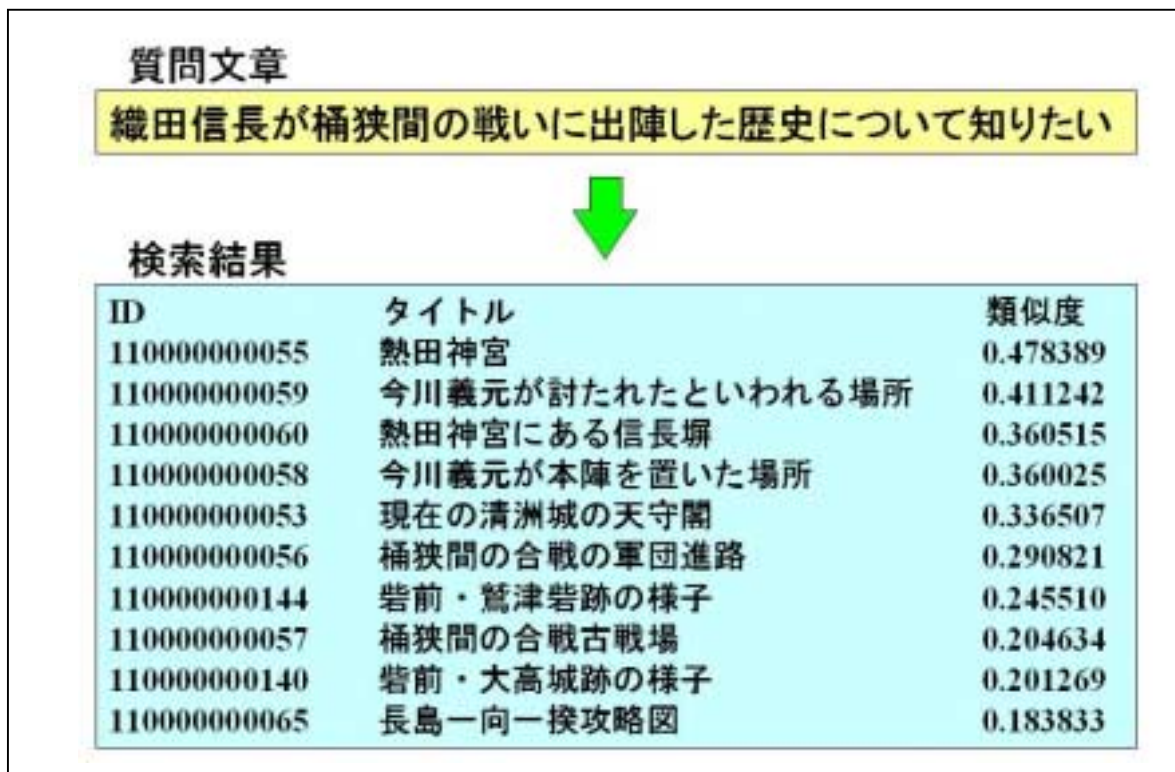 質問文章
織田信長が桶狭間の戦いに出陣した歴史について知りたい
検索結果
ID タイトル 類似度
110000000055 熱田神宮 0.478389
110000000059 今川義元が討たれたといわれる場所 0.411242
110000000060 熱田神宮にある信長塀 0.360515
110000000058 今川義元が本陣を置いた場所 0.360025
110000000053 現在の清洲城の天守閣 0.336507
110000000056 桶狭間の合戦の軍団進路 0.290821
110000000144 砦前・鷲津砦跡の様子 0.245510
110000000057 桶狭間の合戦古戦場 0.204634
110000000140 砦前・大高城跡の様子 0.201269
110000000065 長島一向一揆攻略図 0.183833